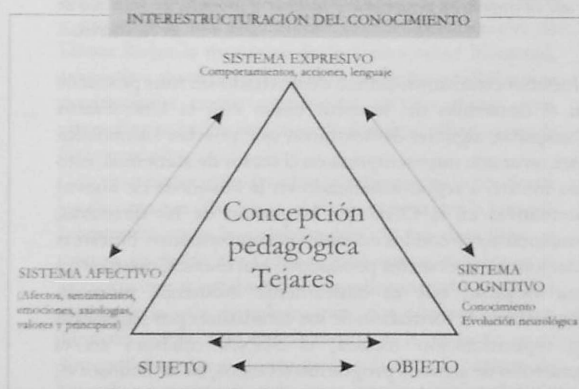 INTERESTRUCTURACIÓN DEL CONOCIMIENTO
SISTEMA EXPRESIVO
Comportamientos, acciones, lenguaje
Concepción
pedagógica
Tejares
SISTEMA AFECTIVO
(Afectos, sentimientos,
emociones, axiologías,
valores y principios)
SISTEMA
COGNITIVO
Conocimiento
Evolución neurológica
SUJETO
OBJETO